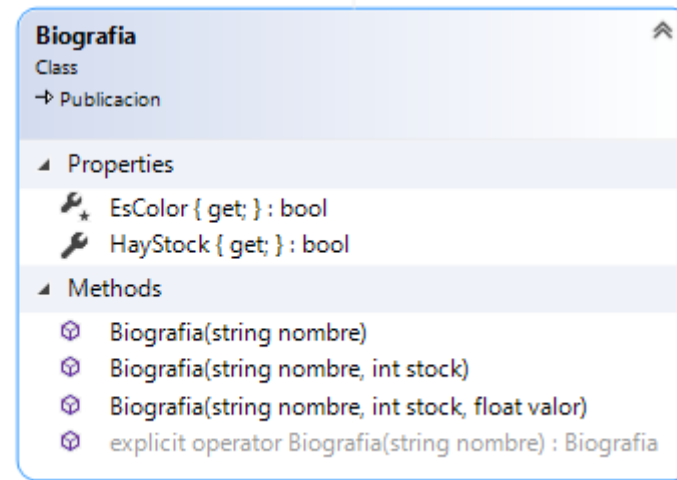 Biografia
Class
Publicacion
Properties
EsColor { get; } : bool
HayStock { get; } : bool
Methods
Biografia(string nombre)
Biografia(string nombre, int stock)
Biografia(string nombre, int stock, float valor)
explicit operator Biografia(string nombre) : Biografia